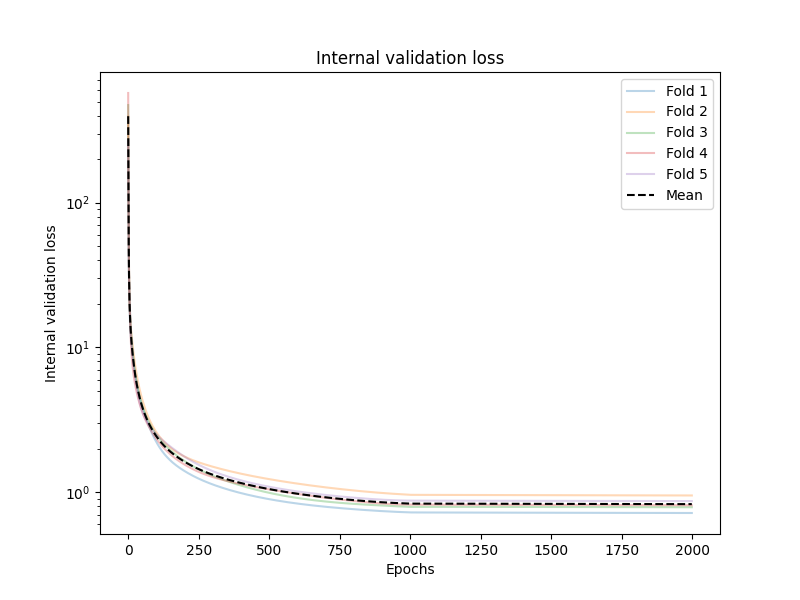 Internal validation loss
Fold 1
Fold 2
Fold 3
Fold 4
Fold 5
Mean
Internal validation loss
10²
10¹
10⁰
0 250 500 750 1000 1250 1500 1750 2000
Epochs